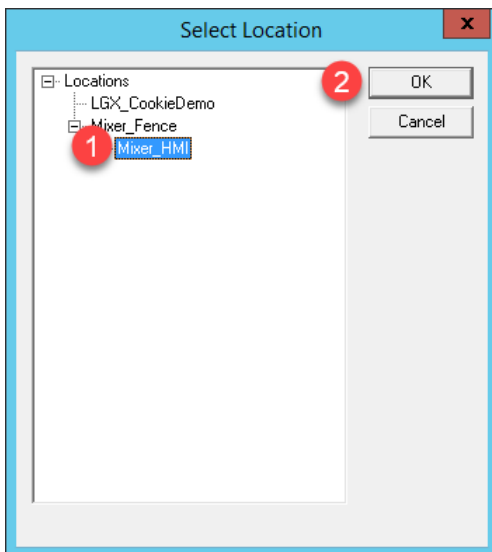 Select Location
x
Locations
2
OK
LGX_CookieDemo
Cancel
Mixer_Fence
1
Mixer_HMI